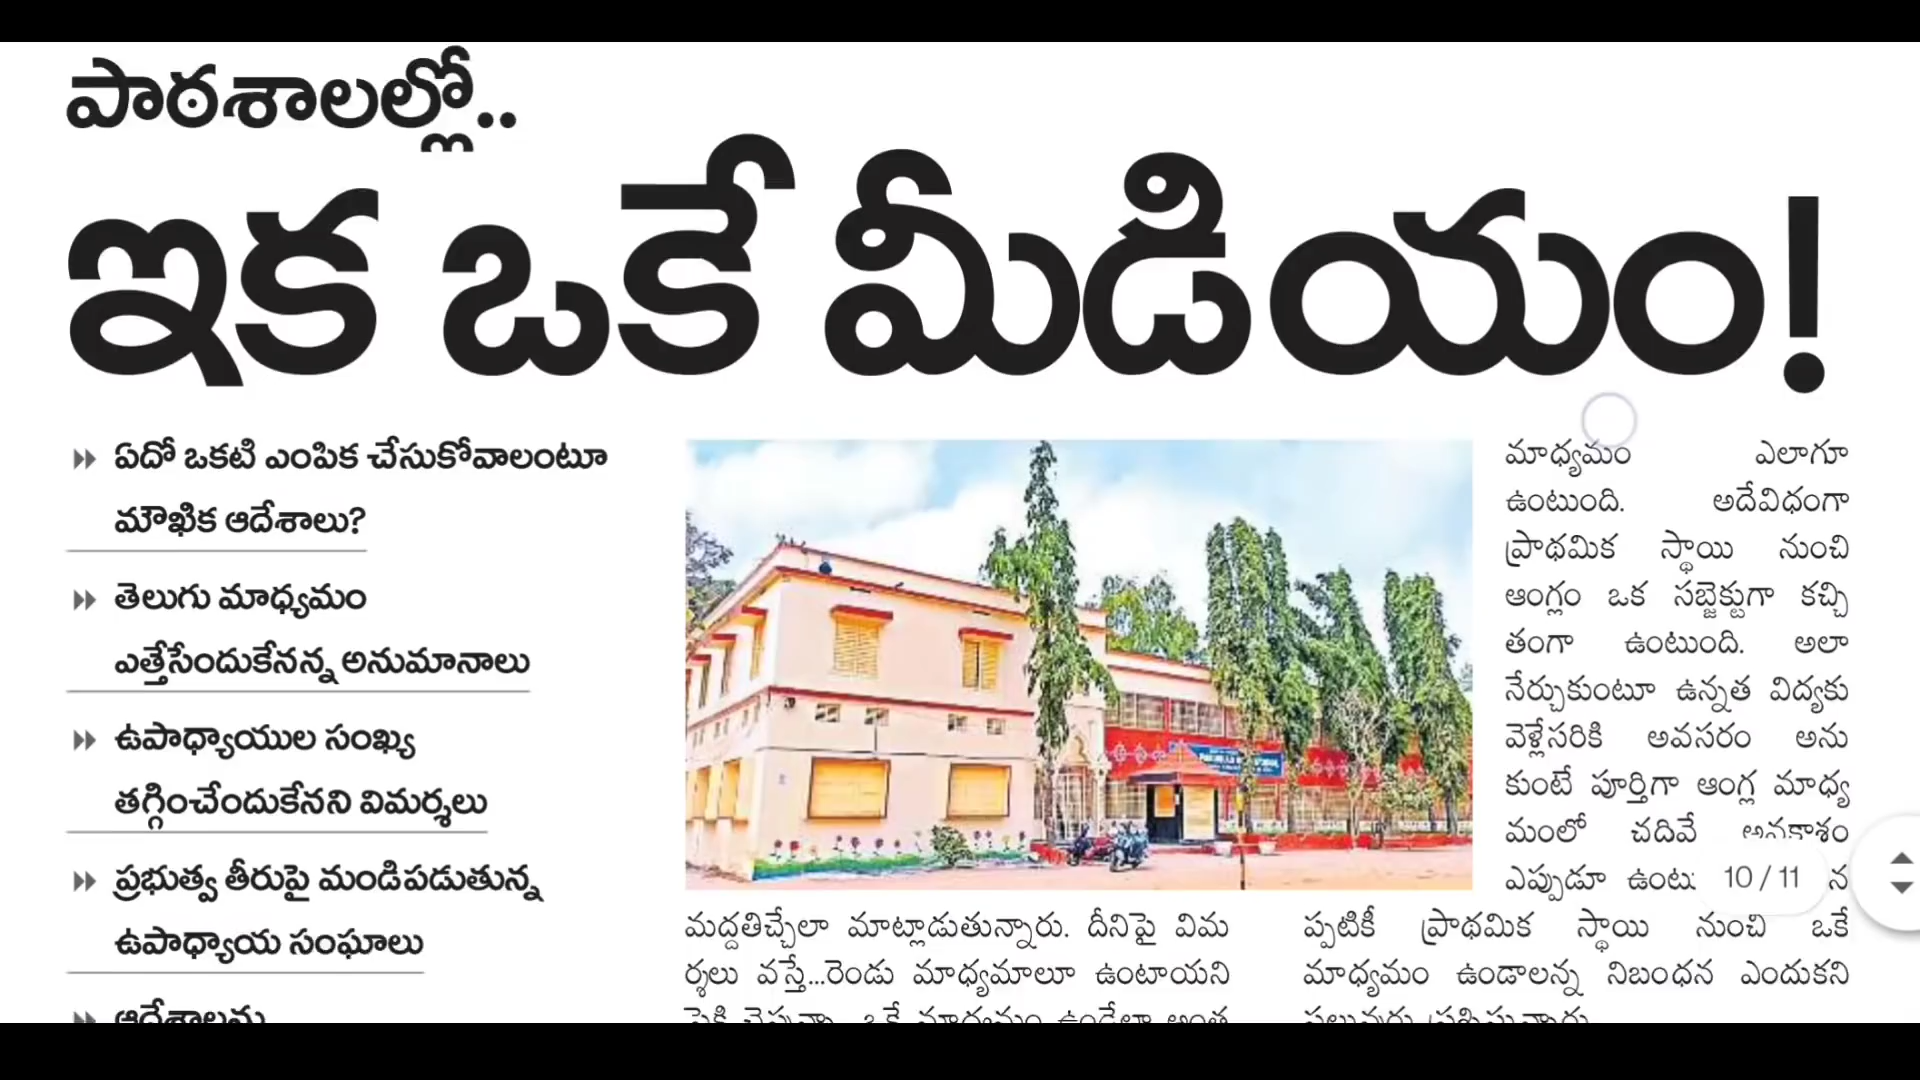 పాఠశాలల్లో..
ఇక ఒకే మీడియం!
ఏదో ఒకటి ఎంపిక చేసుకోవాలంటూ
మౌఖిక ఆదేశాలు?
తెలుగు మాధ్యమం
ఎత్తేసేందుకేనన్న అనుమానాలు
ఉపాధ్యాయుల సంఖ్య
తగ్గించేందుకేనని విమర్శలు
ప్రభుత్వ తీరుపై మండిపడుతున్న
ఉపాధ్యాయ సంఘాలు
మద్దతిచ్చేలా మాట్లాడుతున్నారు. దీనిపై విమ
ర్శలు వస్తే...రెండు మాధ్యమాలూ ఉంటాయని
మాధ్యమం ఎలాగూ
ఉంటుంది. అదేవిధంగా
ప్రాథమిక స్థాయి నుంచి
ఆంగ్లం ఒక సబ్జెక్టుగా కచ్చి
తంగా ఉంటుంది. అలా
నేర్చుకుంటూ ఉన్నత విద్యకు
వెళ్లేసరికి అవసరం అను
కుంటే పూర్తిగా ఆంగ్ల మాధ్య
మంలో చదివే అవకాశం
ఎప్పుడూ
10 / 11
ప్పటికీ ప్రాథమిక స్థాయి నుంచి ఒకే
మాధ్యమం ఉండాలన్న నిబంధన ఎందుకని